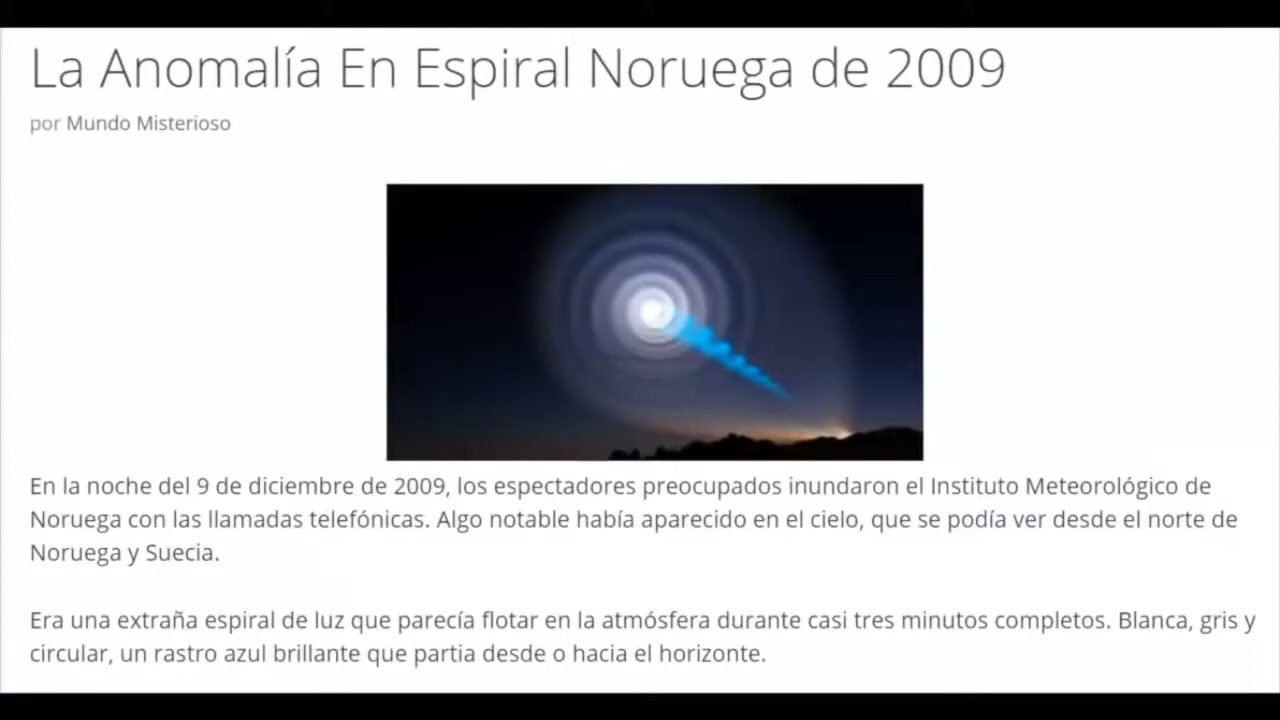 La Anomalía En Espiral Noruega de 2009
por Mundo Misterioso
En la noche del 9 de diciembre de 2009, los espectadores preocupados inundaron el Instituto Meteorológico de
Noruega con las llamadas telefónicas. Algo notable había aparecido en el cielo, que se podía ver desde el norte de
Noruega y Suecia.
Era una extraña espiral de luz que parecía flotar en la atmósfera durante casi tres minutos completos. Blanca, gris y
circular, un rastro azul brillante que partia desde o hacia el horizonte.